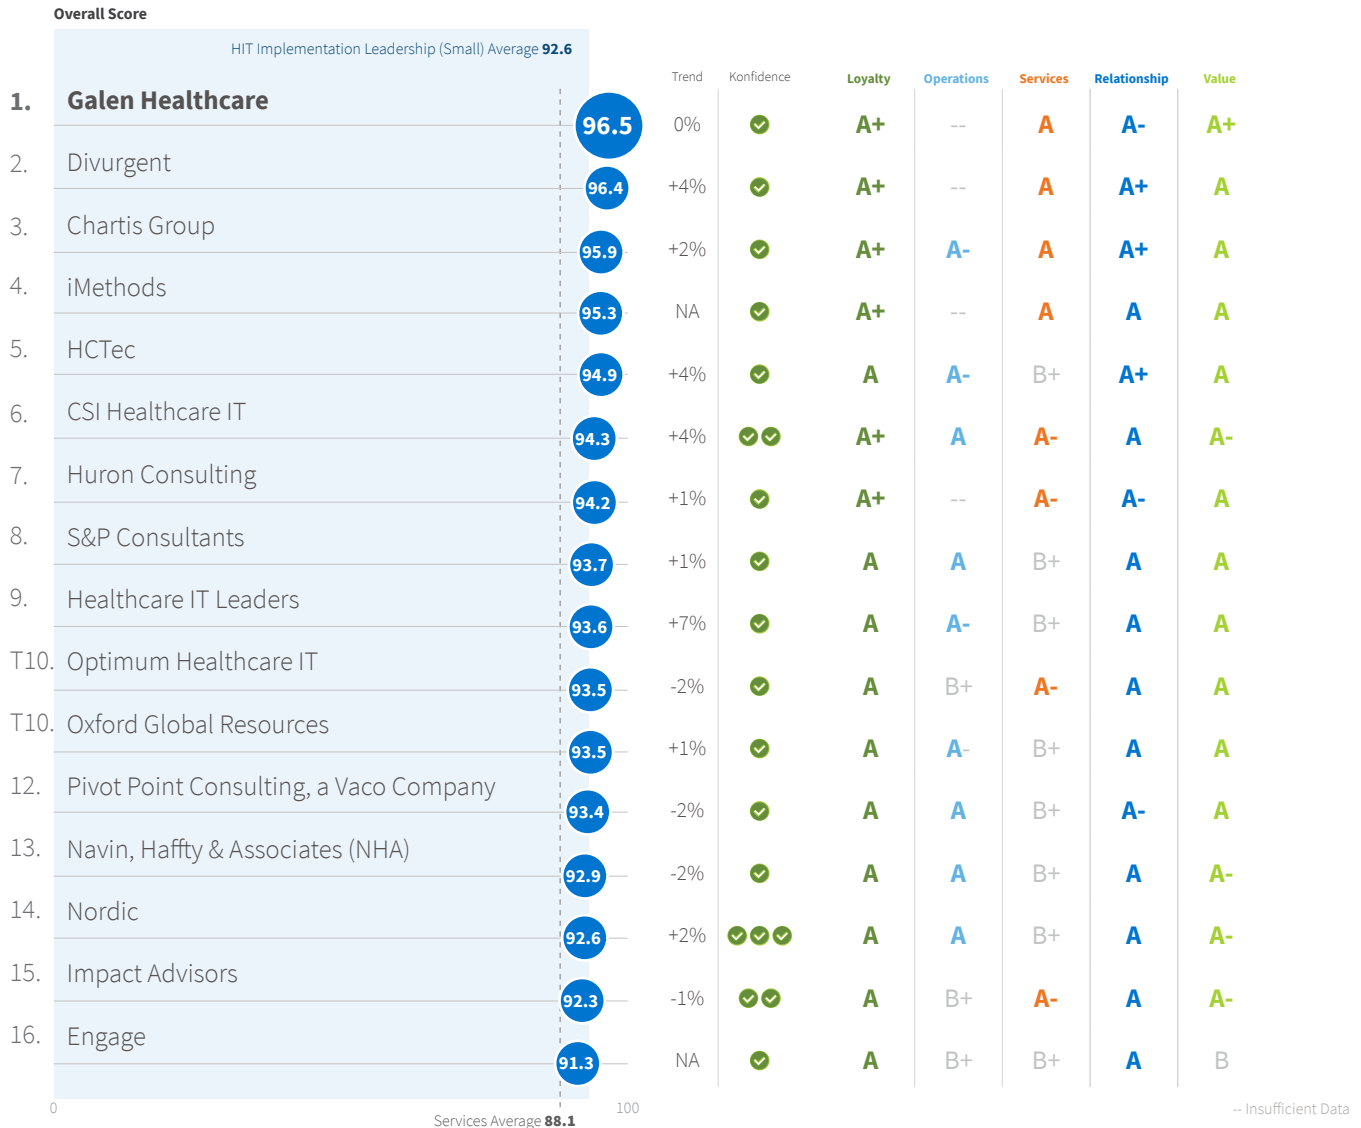 Overall Score
HIT Implementation Leadership (Small) Average 92.6
Trend Konfidence Loyalty Operations Services Relationship Value
1. Galen Healthcare 96.5 0% A+ -- A A- A+
2. Divurgent 96.4 +4% A+ -- A A+ A
3. Chartis Group 95.9 +2% A+ A- A A+ A
4. iMethods 95.3 NA A+ -- A A A
5. HCTec 94.9 +4% A A- B+ A+ A
6. CSI Healthcare IT 94.3 +4% A+ A A- A A-
7. Huron Consulting 94.2 +1% A+ -- A- A- A
8. S&P Consultants 93.7 +1% A A B+ A A
9. Healthcare IT Leaders 93.6 +7% A A- B+ A A
T10. Optimum Healthcare IT 93.5 -2% A B+ A- A A
T10. Oxford Global Resources 93.5 +1% A A- B+ A A
12. Pivot Point Consulting, a Vaco Company 93.4 -2% A A B+ A- A
13. Navin, Haffty & Associates (NHA) 92.9 -2% A A B+ A A-
14. Nordic 92.6 +2% A A B+ A A-
15. Impact Advisors 92.3 -1% A B+ A- A A-
16. Engage 91.3 NA A B+ B+ A B
0 100
Services Average 88.1
-- Insufficient Data